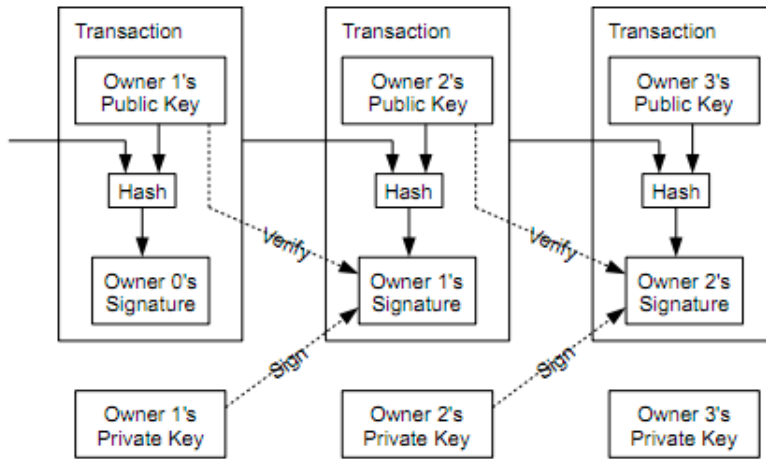 Transaction
Owner 1's
Public Key
Hash
Owner 0's
Signature
Transaction
Owner 2's
Public Key
Hash
Verify
Owner 1's
Signature
Transaction
Owner 3's
Public Key
Hash
Verify
Owner 2's
Signature
Sign
Sign
Owner 1's
Private Key
Owner 2's
Private Key
Owner 3's
Private Key